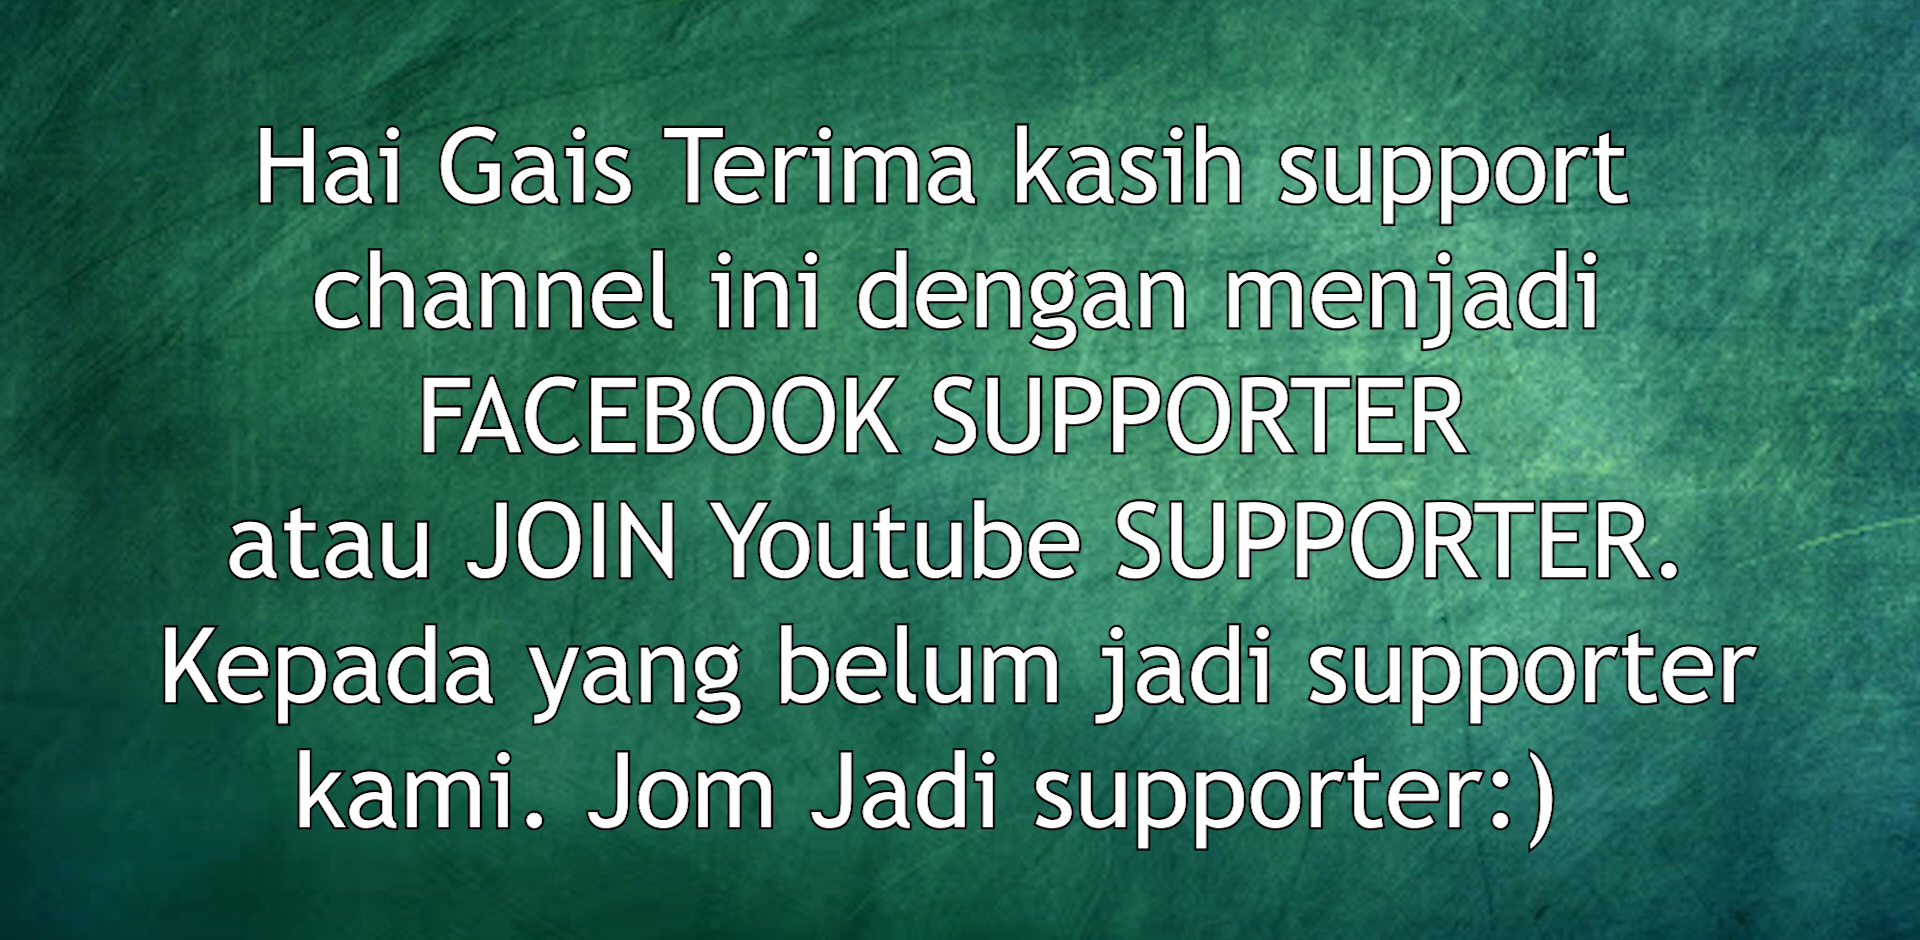 Hai Gais Terima kasih support
channel ini dengan menjadi
FACEBOOK SUPPORTER
atau JOIN Youtube SUPPORTER.
Kepada yang belum jadi supporter
kami. Jom Jadi supporter:)